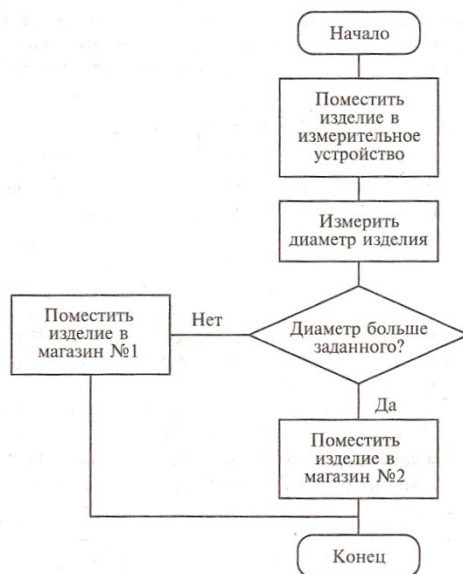 Начало
Поместить
изделие в
измерительное
устройство
Измерить
диаметр изделия
Диаметр больше
заданного?
Нет
Поместить
изделие в
магазин №1
Да
Поместить
изделие в
магазин №2
Конец